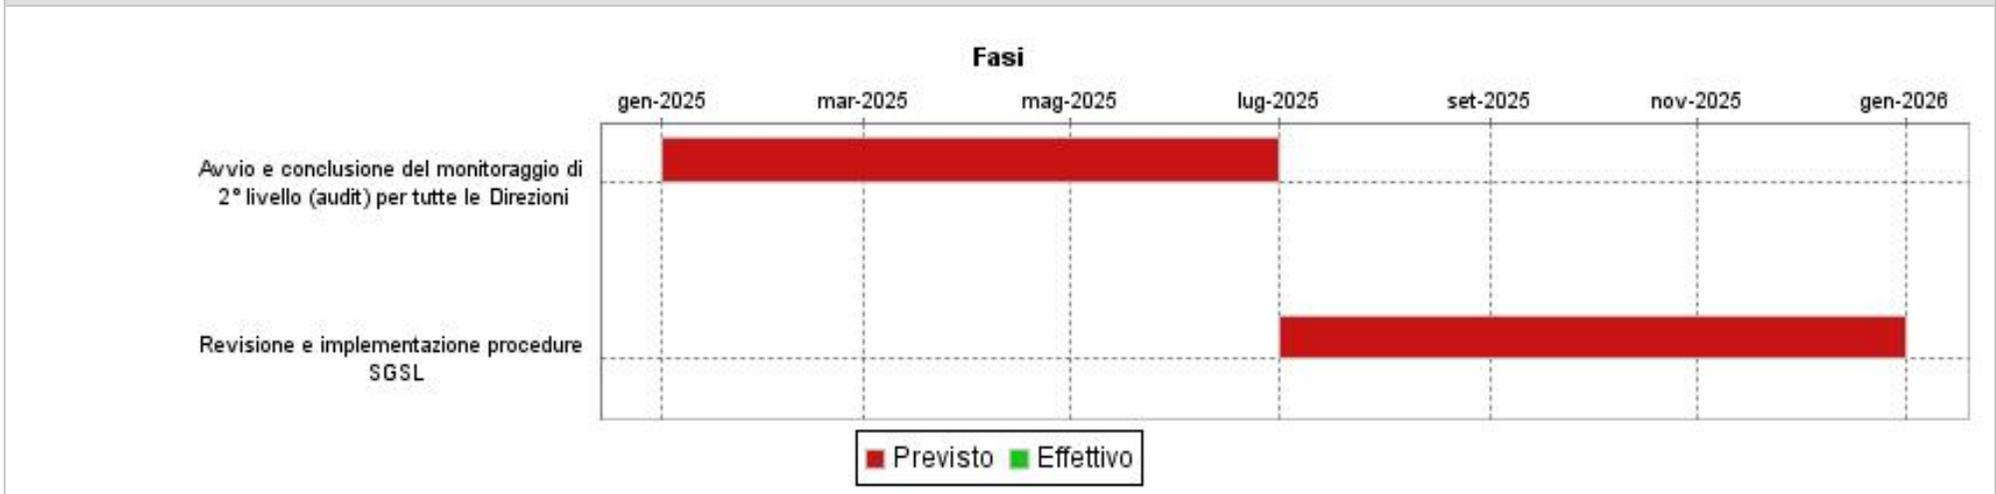 Fasi
gen-2025 mar-2025 mag-2025 lug-2025 set-2025 nov-2025 gen-2026
Avvio e conclusione del monitoraggio di
2° livello (audit) per tutte le Direzioni
Revisione e implementazione procedure
SGSL
Previsto Effettivo